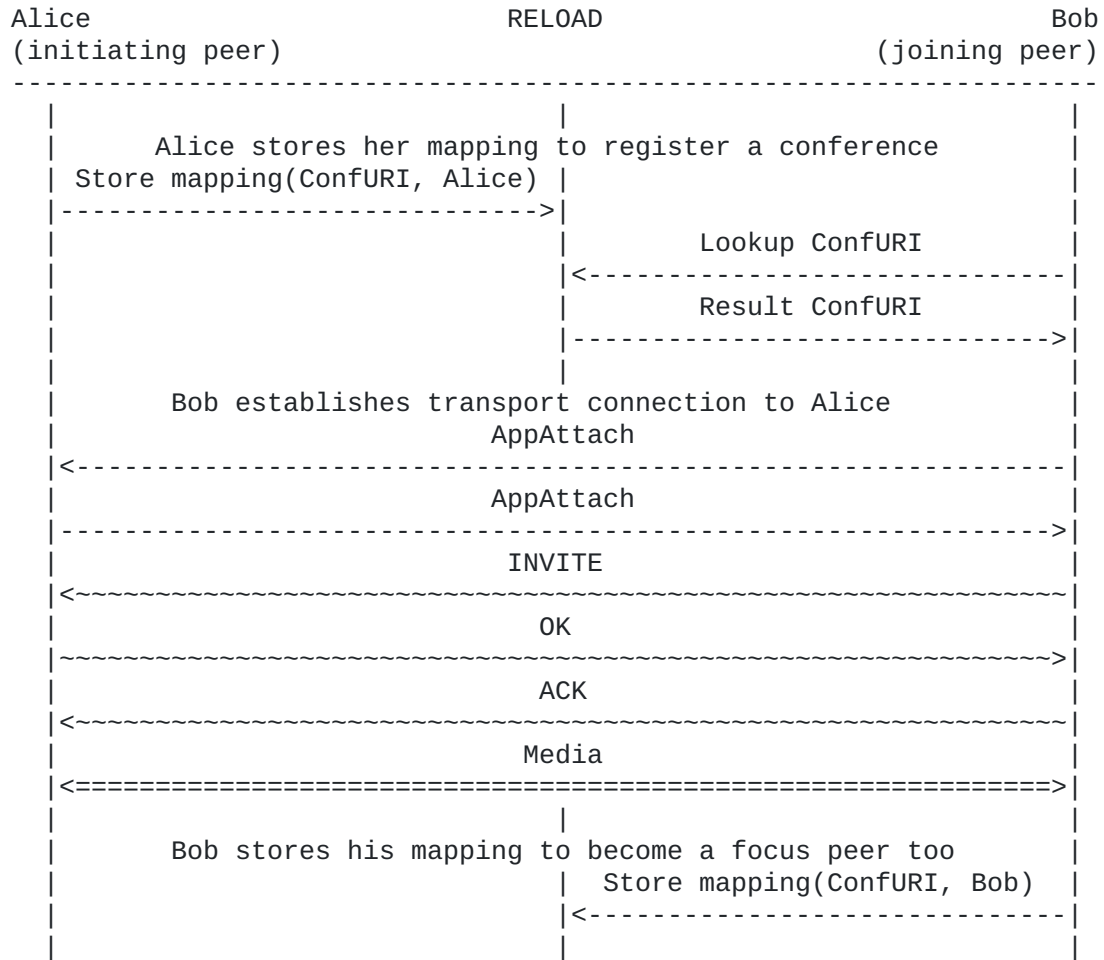 Alice RELOAD Bob
(initiating peer) (joining peer)
Alice stores her mapping to register a conference
Store mapping(ConfURI, Alice)
Lookup ConfURI
Result ConfURI
Bob establishes transport connection to Alice
AppAttach
AppAttach
INVITE
OK
ACK
Media
Bob stores his mapping to become a focus peer too
Store mapping(ConfURI, Bob)